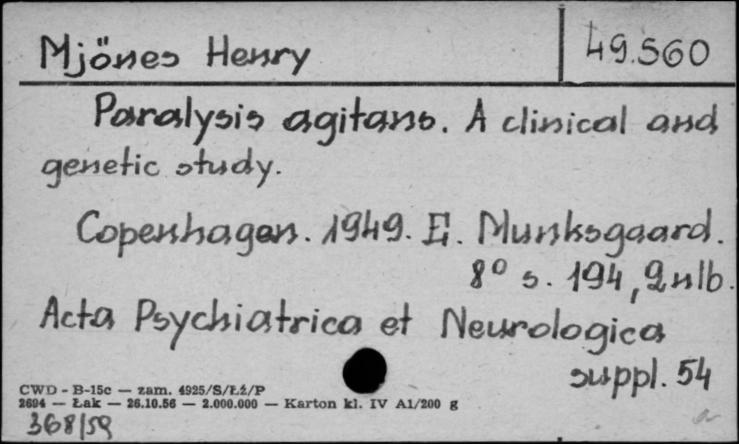 Mjönes Henry 49.560
Paralysis agitans. A clinical and
genetic study.
Copenhagen. 1949. E. Munksgaard.
8° s. 194, 2nlb.
Acta Psychiatrica et Neurologica
suppl. 54
CWD - B-15c — zam. 4925/S/Łź/P
2694 — Łak — 26.10.56 — 2.000.000 — Karton kl. IV A1/200 g
368/59